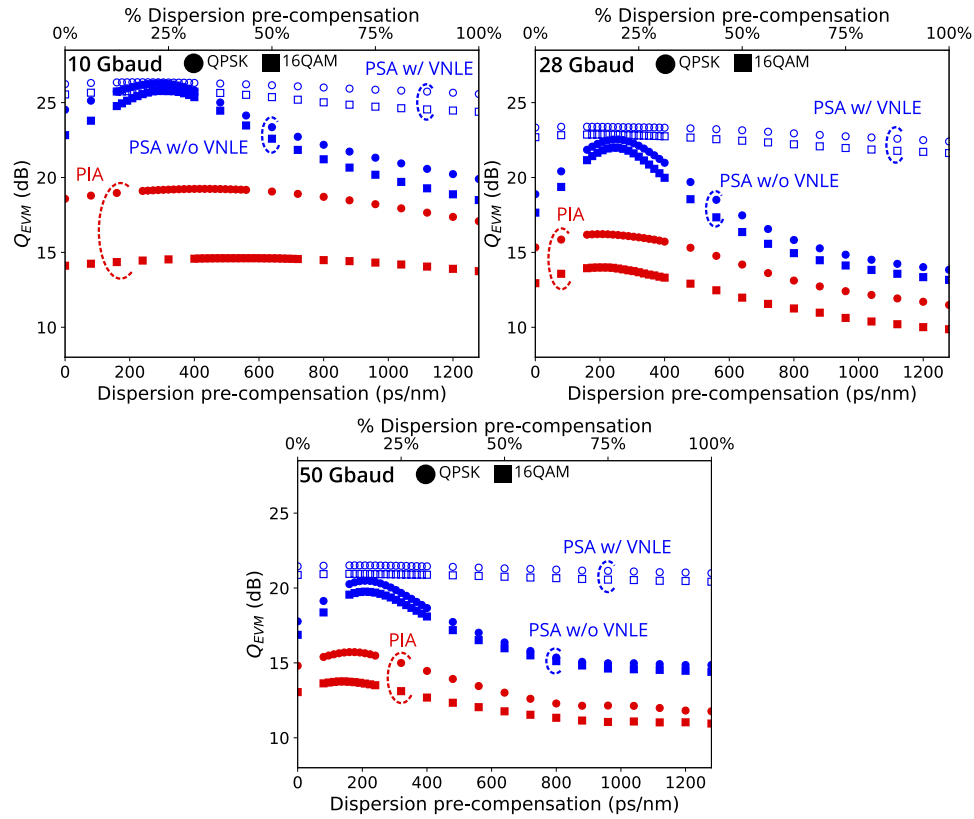 % Dispersion pre-compensation
0% 25% 50% 75% 100%
10 Gbaud QPSK 16QAM
PSA w/ VNLE
PSA w/o VNLE
PIA
Q_EVM (dB)
25
20
15
10
0 200 400 600 800 1000 1200
Dispersion pre-compensation (ps/nm)
% Dispersion pre-compensation
0% 25% 50% 75% 100%
28 Gbaud QPSK 16QAM
PSA w/ VNLE
PSA w/o VNLE
PIA
Q_EVM (dB)
25
20
15
10
0 200 400 600 800 1000 1200
Dispersion pre-compensation (ps/nm)
% Dispersion pre-compensation
0% 25% 50% 75% 100%
50 Gbaud QPSK 16QAM
PSA w/ VNLE
PSA w/o VNLE
PIA
Q_EVM (dB)
25
20
15
10
0 200 400 600 800 1000 1200
Dispersion pre-compensation (ps/nm)